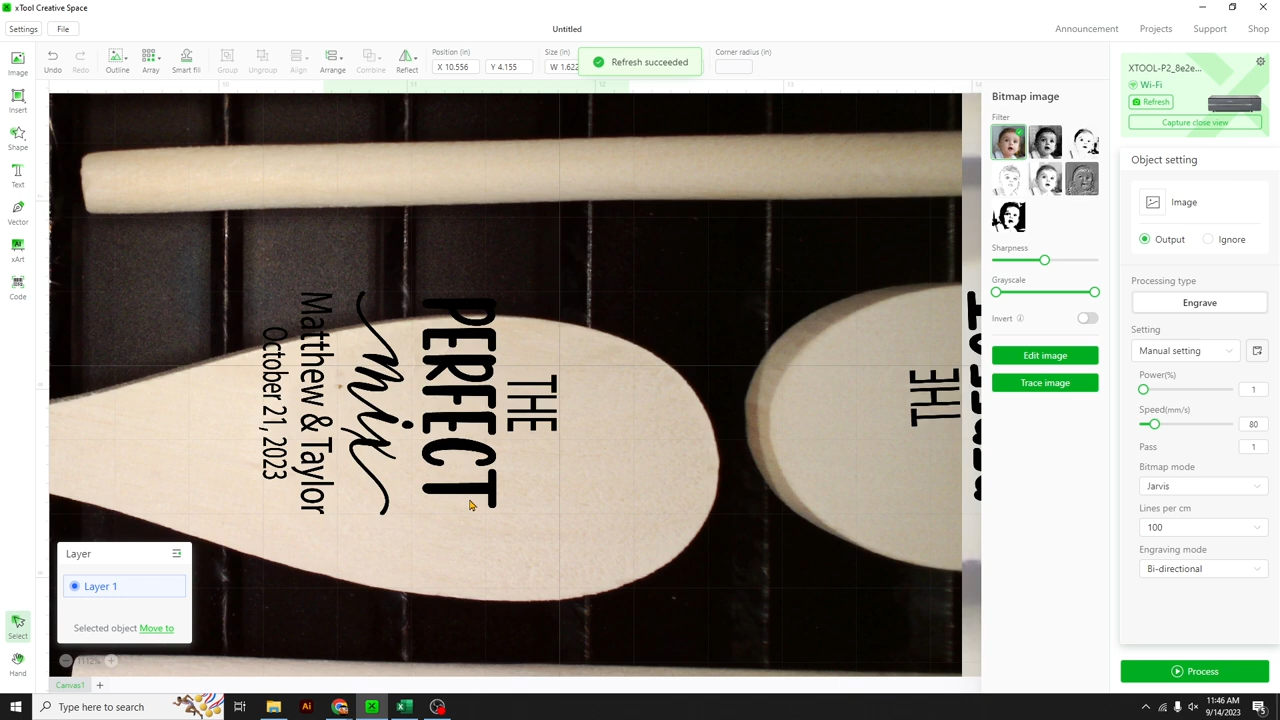 xTool Creative Space
Settings
File
Untitled
Announcement
Projects
Support
Shop
Image
Insert
Shape
Text
Vector
xArt
Code
Select
Hand
Undo
Redo
Outline
Array
Smart fill
Group
Ungroup
Align
Arrange
Combine
Reflect
Position (in)
X 10.556
Y 4.155
Size (in)
W 1.622
Refresh succeeded
Corner radius (in)
10
11
12
13
14
THE
PERFECT
mix
Matthew & Taylor
October 21, 2023
THE
Layer
Layer 1
Selected object Move to
1112%
Canvas1
Bitmap image
Filter
Sharpness
Grayscale
Invert
Edit image
Trace image
XTOOL-P2_8e2e...
Wi-Fi
Refresh
Capture close view
Object setting
Image
Output
Ignore
Processing type
Engrave
Setting
Manual setting
Power(%)
1
Speed(mm/s)
80
Pass
1
Bitmap mode
Jarvis
Lines per cm
100
Engraving mode
Bi-directional
Process
Type here to search
11:46 AM
9/14/2023